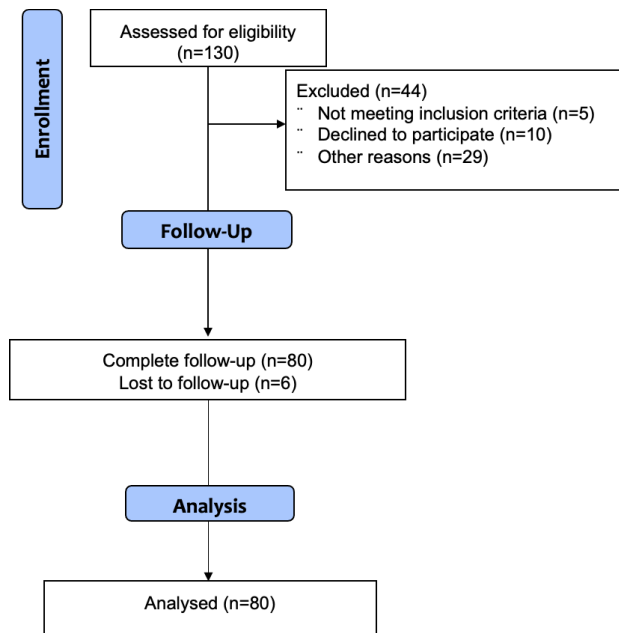 Enrollment
Assessed for eligibility
(n=130)
Excluded (n=44)
¨ Not meeting inclusion criteria (n=5)
¨ Declined to participate (n=10)
¨ Other reasons (n=29)
Follow-Up
Complete follow-up (n=80)
Lost to follow-up (n=6)
Analysis
Analysed (n=80)